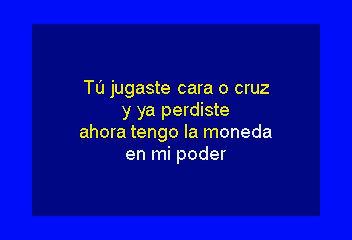 Tú jugaste cara o cruz
y ya perdiste
ahora tengo la moneda
en mi poder